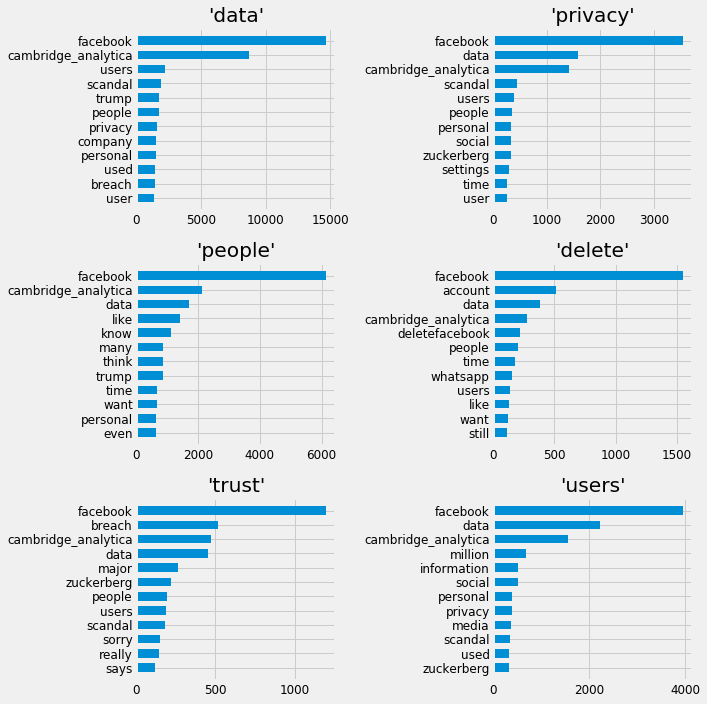 'data'
facebook
cambridge_analytica
users
scandal
trump
people
privacy
company
personal
used
breach
user
0 5000 10000 15000
'privacy'
facebook
data
cambridge_analytica
scandal
users
people
personal
social
zuckerberg
settings
time
user
0 1000 2000 3000
'people'
facebook
cambridge_analytica
data
like
know
many
think
trump
time
want
personal
even
0 2000 4000 6000
'delete'
facebook
account
data
cambridge_analytica
deletefacebook
people
time
whatsapp
users
like
want
still
0 500 1000 1500
'trust'
facebook
breach
cambridge_analytica
data
major
zuckerberg
people
users
scandal
sorry
really
says
0 500 1000
'users'
facebook
data
cambridge_analytica
million
information
social
personal
privacy
media
scandal
used
zuckerberg
0 2000 4000